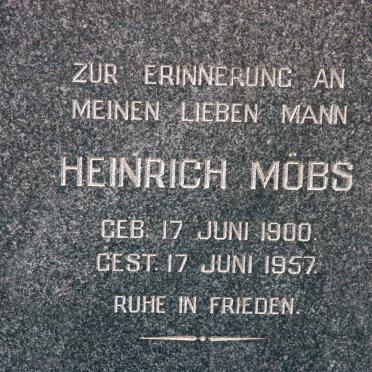 ZUR ERINNERUNG AN
MEINEN LIEBEN MANN
HEINRICH MÖBS
GEB. 17 JUNI 1900.
GEST. 17 JUNI 1957.
RUHE IN FRIEDEN.